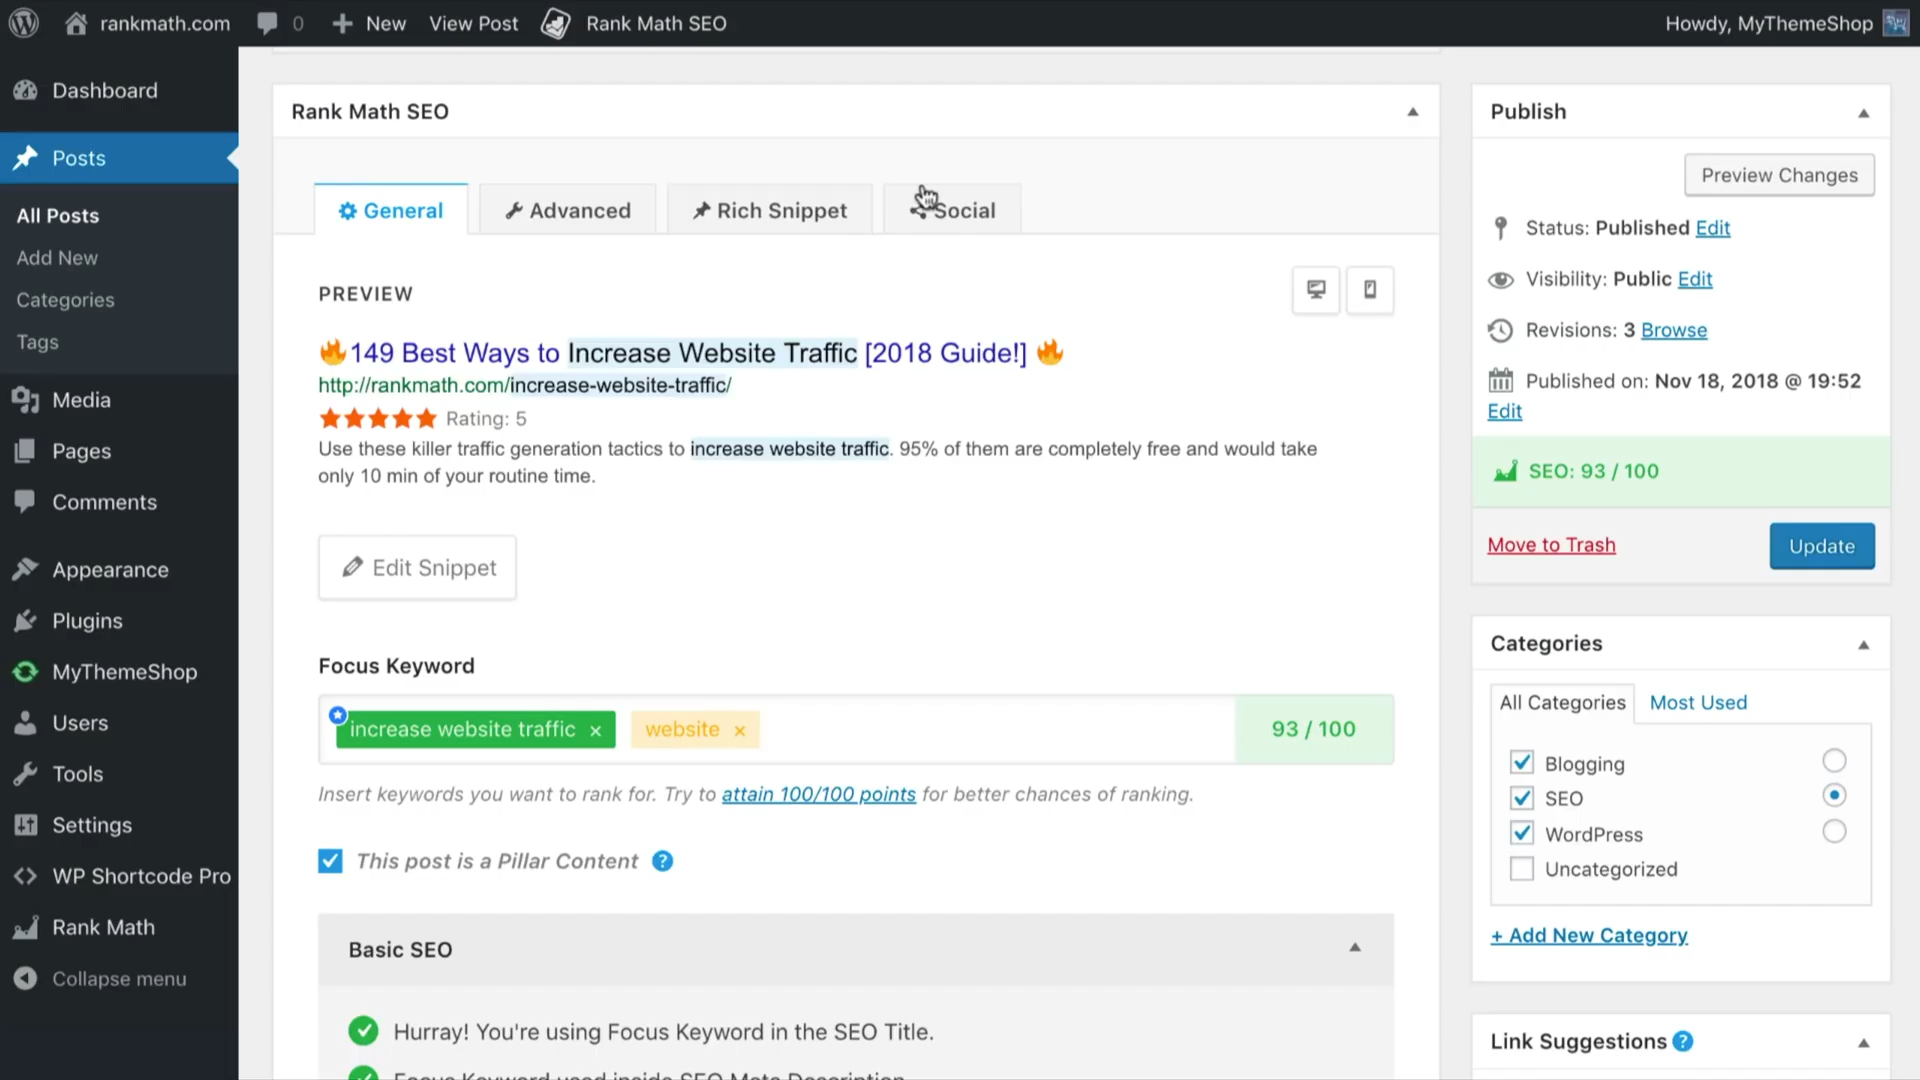 rankmath.com 0 New View Post Rank Math SEO Howdy, MyThemeShop
Dashboard
Posts
All Posts
Add New
Categories
Tags
Media
Pages
Comments
Appearance
Plugins
MyThemeShop
Users
Tools
Settings
WP Shortcode Pro
Rank Math
Collapse menu
Rank Math SEO
General Advanced Rich Snippet Social
PREVIEW
🔥149 Best Ways to Increase Website Traffic [2018 Guide!] 🔥
http://rankmath.com/increase-website-traffic/
Rating: 5
Use these killer traffic generation tactics to increase website traffic. 95% of them are completely free and would take
only 10 min of your routine time.
Edit Snippet
Focus Keyword
increase website traffic × website × 93 / 100
Insert keywords you want to rank for. Try to attain 100/100 points for better chances of ranking.
This post is a Pillar Content ?
Basic SEO
Hurray! You're using Focus Keyword in the SEO Title.
Focus Keyword used inside SEO Meta Description.
Publish
Preview Changes
Status: Published Edit
Visibility: Public Edit
Revisions: 3 Browse
Published on: Nov 18, 2018 @ 19:52
Edit
SEO: 93 / 100
Move to Trash Update
Categories
All Categories Most Used
Blogging
SEO
WordPress
Uncategorized
+ Add New Category
Link Suggestions ?